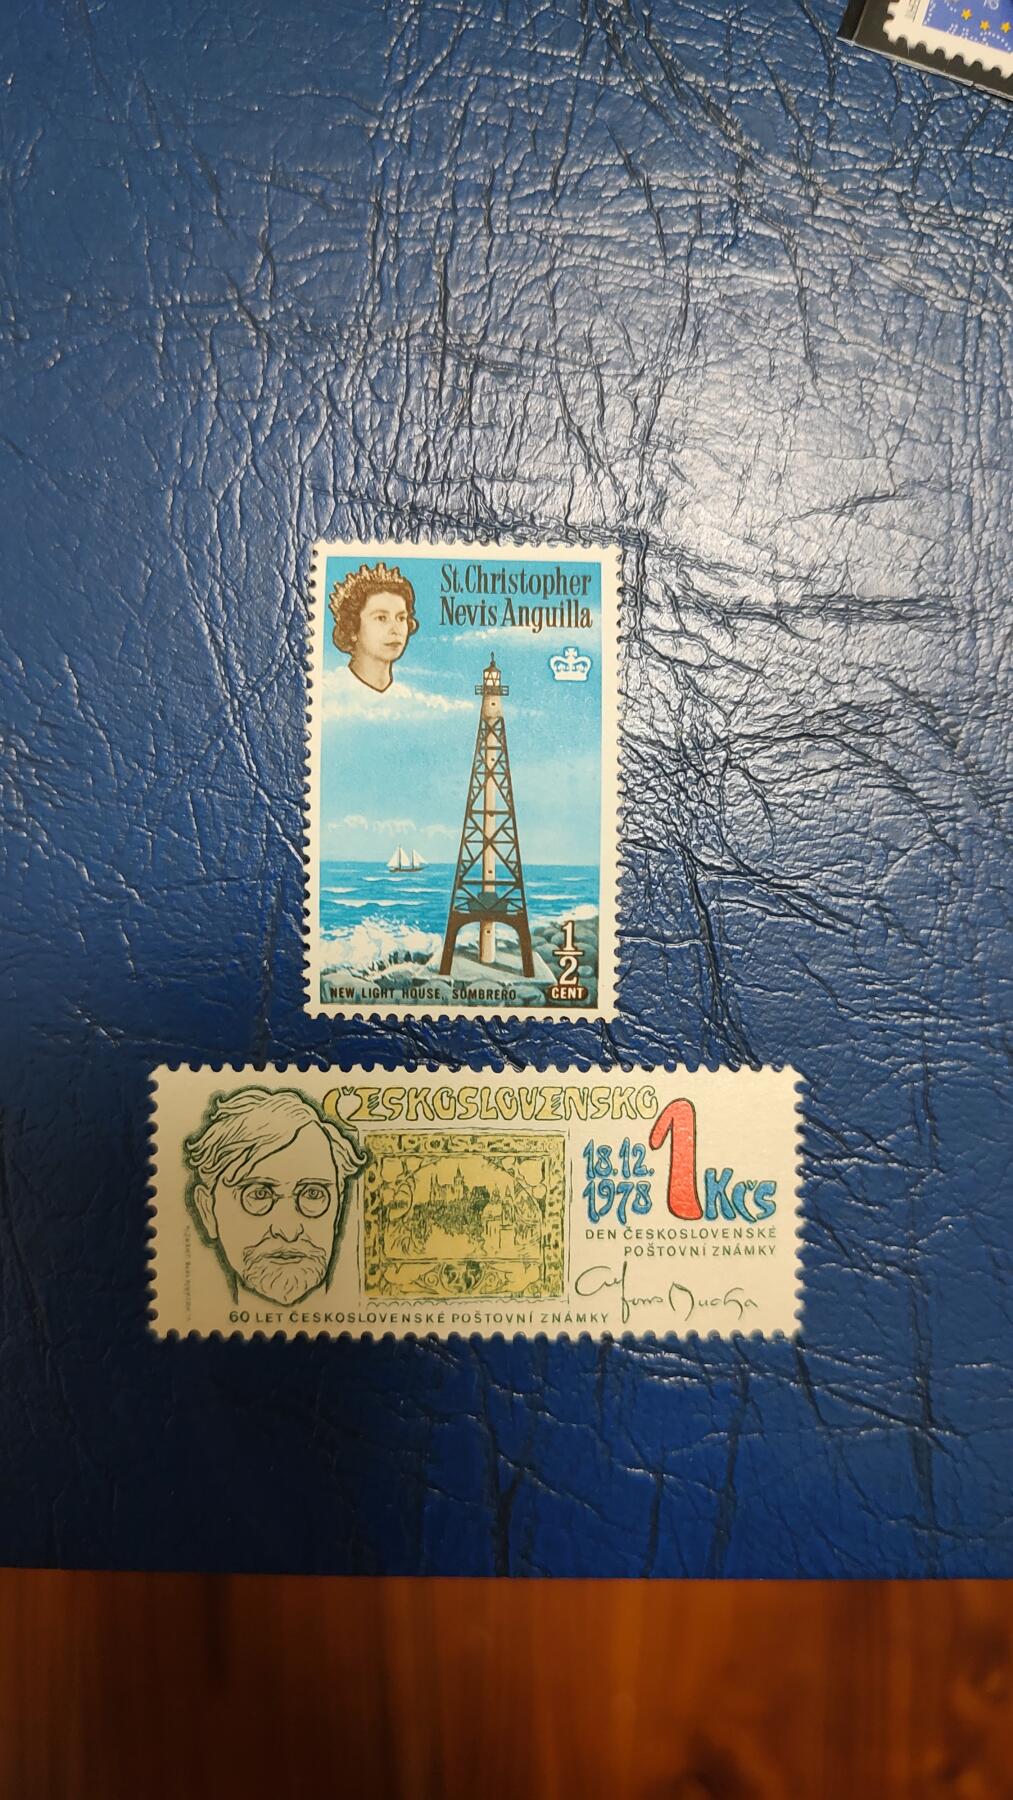 St.Christopher
Nevis Anguilla
1/2
CENT
NEW LIGHT HOUSE, SOMBRERO
ČESKOSLOVENSKO
18.12.
1978
1 Kčs
DEN ČESKOSLOVENSKÉ
POŠTOVNÍ ZNÁMKY
25
Alfons Mucha
60 LET ČESKOSLOVENSKÉ POŠTOVNÍ ZNÁMKY